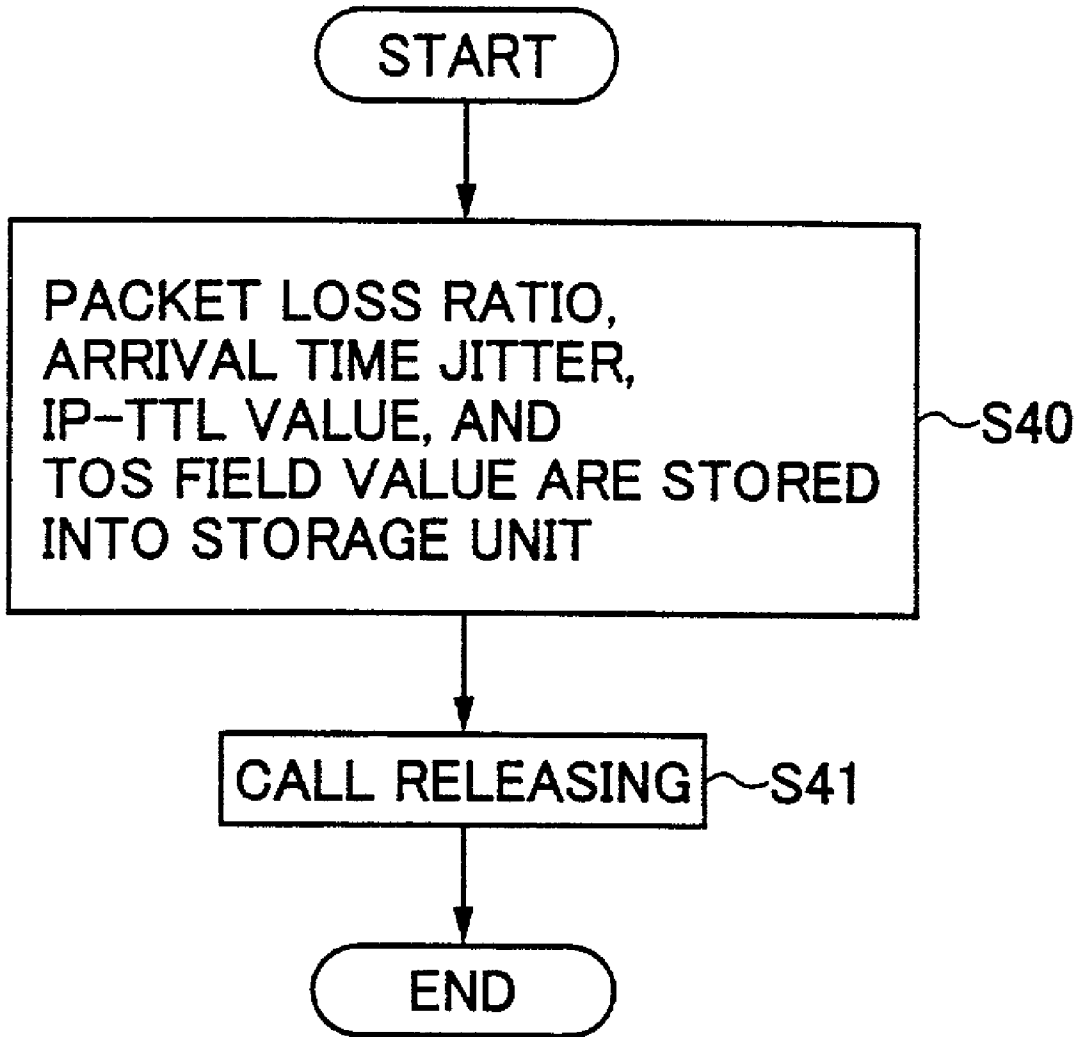 START
PACKET LOSS RATIO,
ARRIVAL TIME JITTER,
IP-TTL VALUE, AND
TOS FIELD VALUE ARE STORED
INTO STORAGE UNIT
S40
CALL RELEASING
S41
END